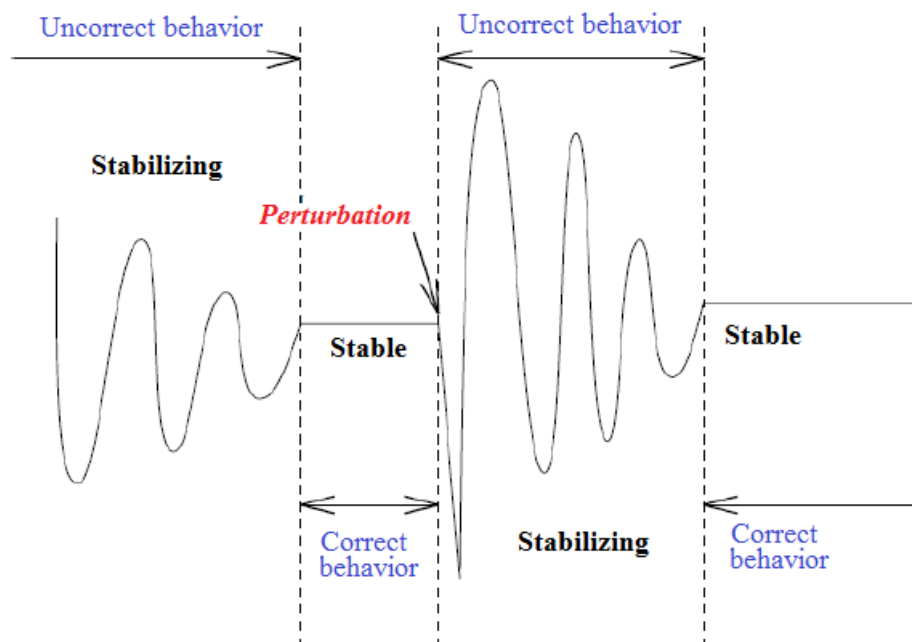 Uncorrect behavior
Uncorrect behavior
Stabilizing
Perturbation
Stable
Stable
Stabilizing
Correct
behavior
Correct
behavior